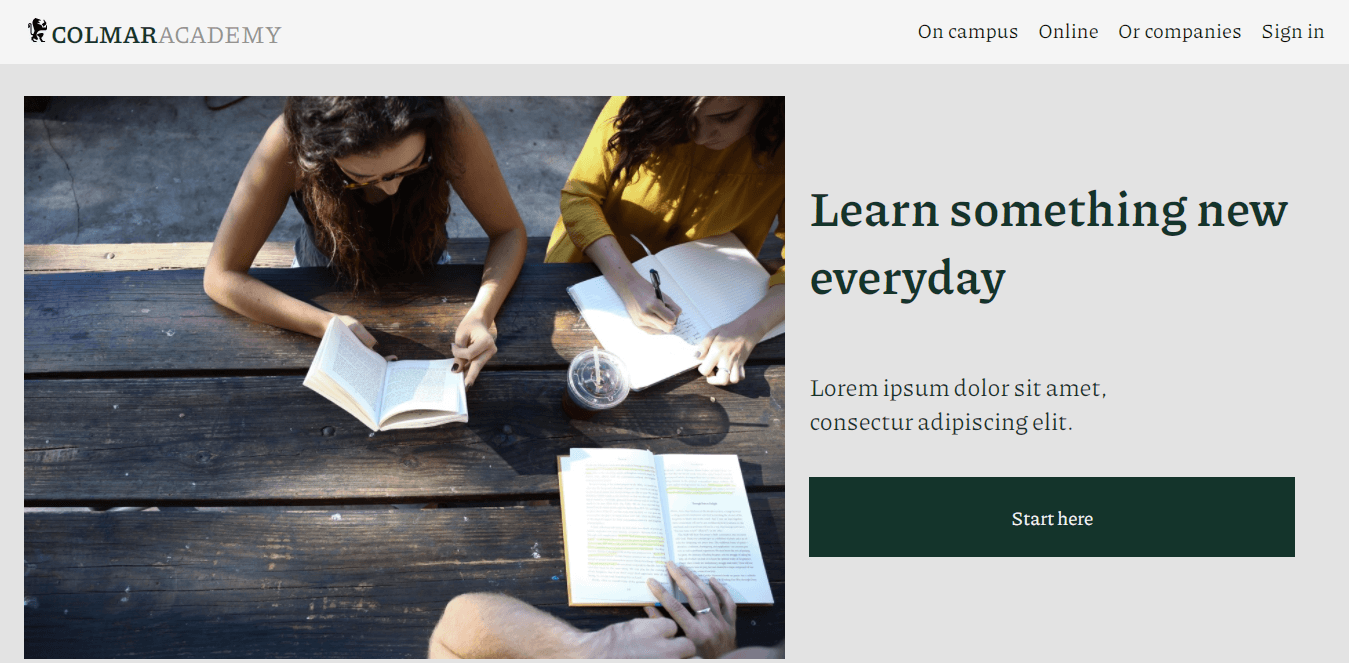 COLMARACADEMY
On campus Online Or companies Sign in
Learn something new
everyday
Lorem ipsum dolor sit amet,
consectur adipiscing elit.
Start here